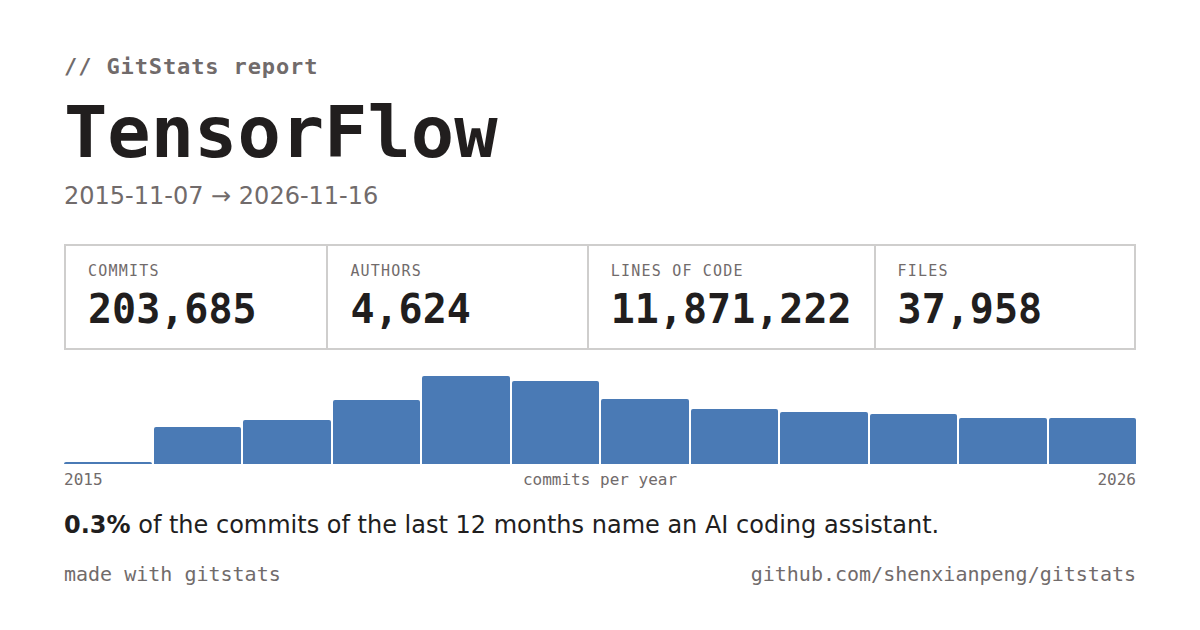 // GitStats report
TensorFlow
2015-11-07 → 2026-11-16
COMMITS
203,685
AUTHORS
4,624
LINES OF CODE
11,871,222
FILES
37,958
2015 commits per year 2026
0.3% of the commits of the last 12 months name an AI coding assistant.
made with gitstats github.com/shenxianpeng/gitstats